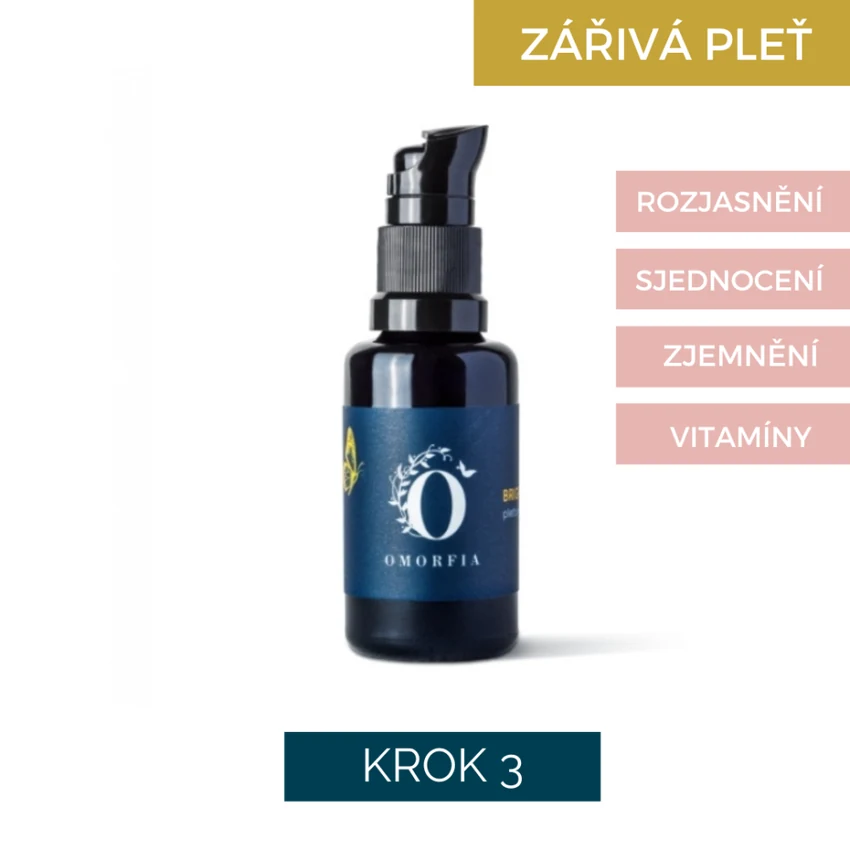 ZÁŘIVÁ PLEŤ
ROZJASNĚNÍ
SJEDNOCENÍ
ZJEMNĚNÍ
VITAMÍNY
O
OMORFIA
KROK 3